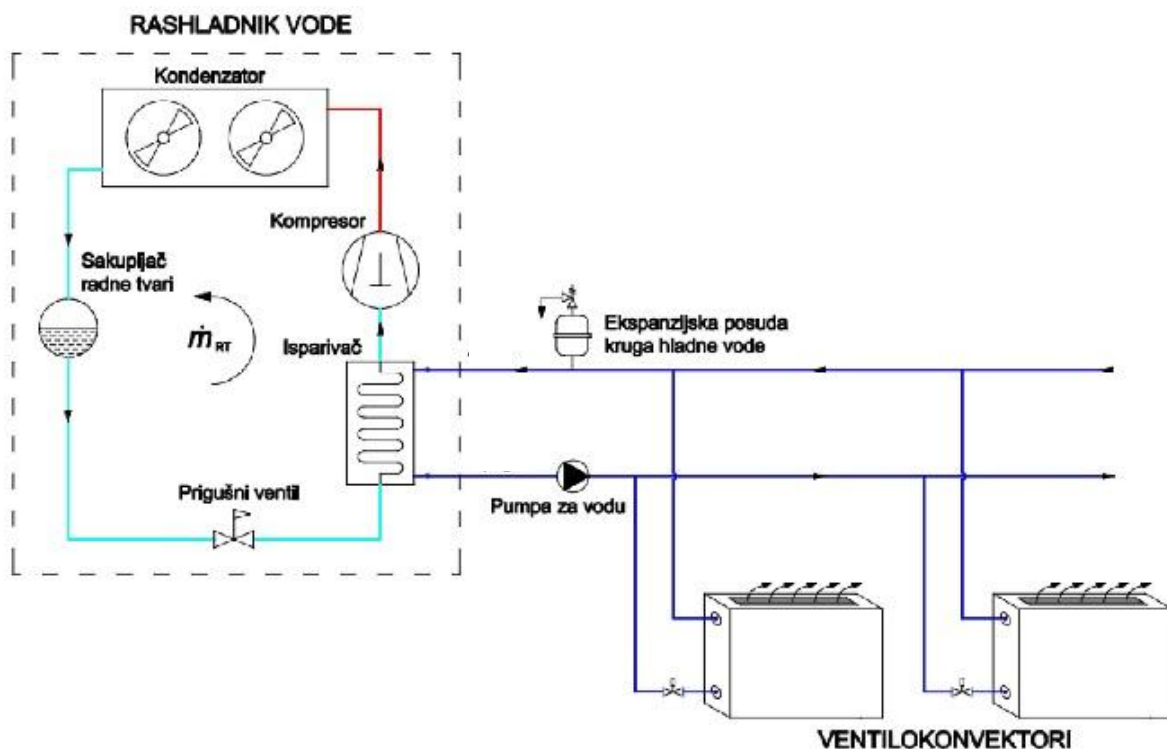 RASHLADNIK VODE
Kondenzator
Kompresor
Sakupljač
radne tvari
ṁ RT
Isparivač
Ekspanzijska posuda
kruga hladne vode
Prigušni ventil
Pumpa za vodu
VENTILOKONVEKTORI